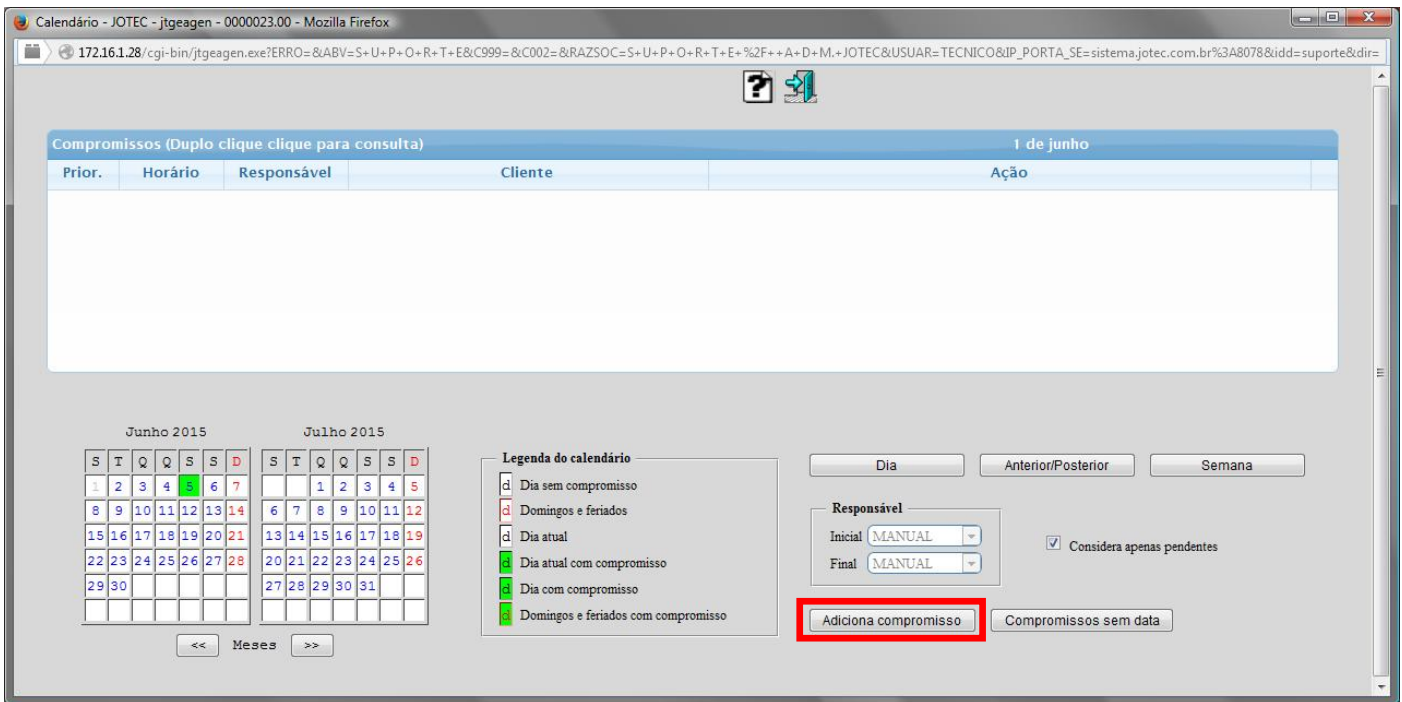 Calendário - JOTEC - jtgeagen - 0000023.00 - Mozilla Firefox
172.16.1.28/cgi-bin/jtgeagen.exe?ERRO=&ABV=S+U+P+O+R+T+E&C999=&C002=&RAZSOC=S+U+P+O+R+T+E+%2F++A+D+M.+JOTEC&USUAR=TECNICO&IP_PORTA_SE=sistema.jotec.com.br%3A8078&idd=suporte&dir=
Compromissos (Duplo clique clique para consulta) 1 de junho
Prior. Horário Responsável Cliente Ação
Junho 2015
S T Q Q S S D
1 2 3 4 5 6 7
8 9 10 11 12 13 14
15 16 17 18 19 20 21
22 23 24 25 26 27 28
29 30
Julho 2015
S T Q Q S S D
1 2 3 4 5
6 7 8 9 10 11 12
13 14 15 16 17 18 19
20 21 22 23 24 25 26
27 28 29 30 31
<< Meses >>
Legenda do calendário
d Dia sem compromisso
d Domingos e feriados
d Dia atual
d Dia atual com compromisso
d Dia com compromisso
d Domingos e feriados com compromisso
Dia Anterior/Posterior Semana
Responsável
Inicial MANUAL
Final MANUAL
Considera apenas pendentes
Adiciona compromisso Compromissos sem data